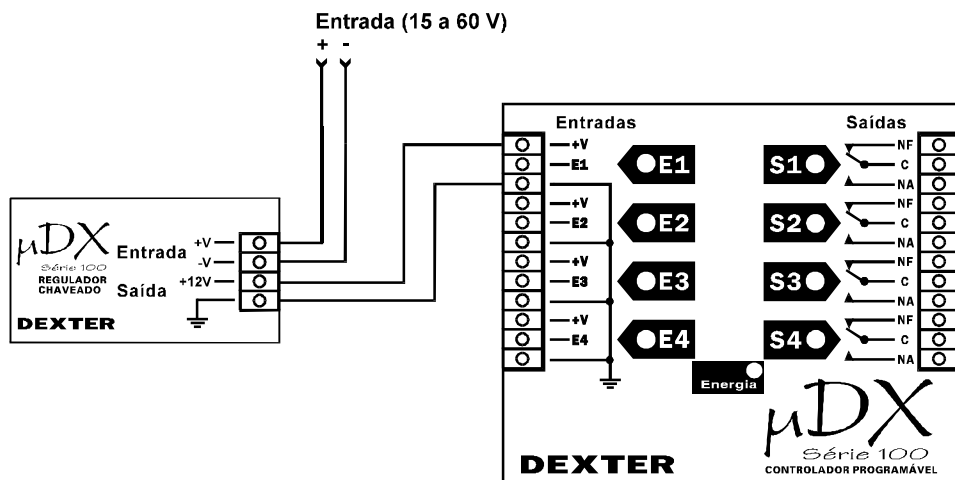 Entrada (15 a 60 V)
+ -
µDX
Série 100
REGULADOR
CHAVEADO
DEXTER
Entrada
Saída
+V
-V
+12V
Entradas
+V
E1
+V
E2
+V
E3
+V
E4
E1
E2
E3
E4
S1
S2
S3
S4
Energia
Saídas
NF
C
NA
NF
C
NA
NF
C
NA
NF
C
NA
DEXTER
µDX
Série 100
CONTROLADOR PROGRAMÁVEL